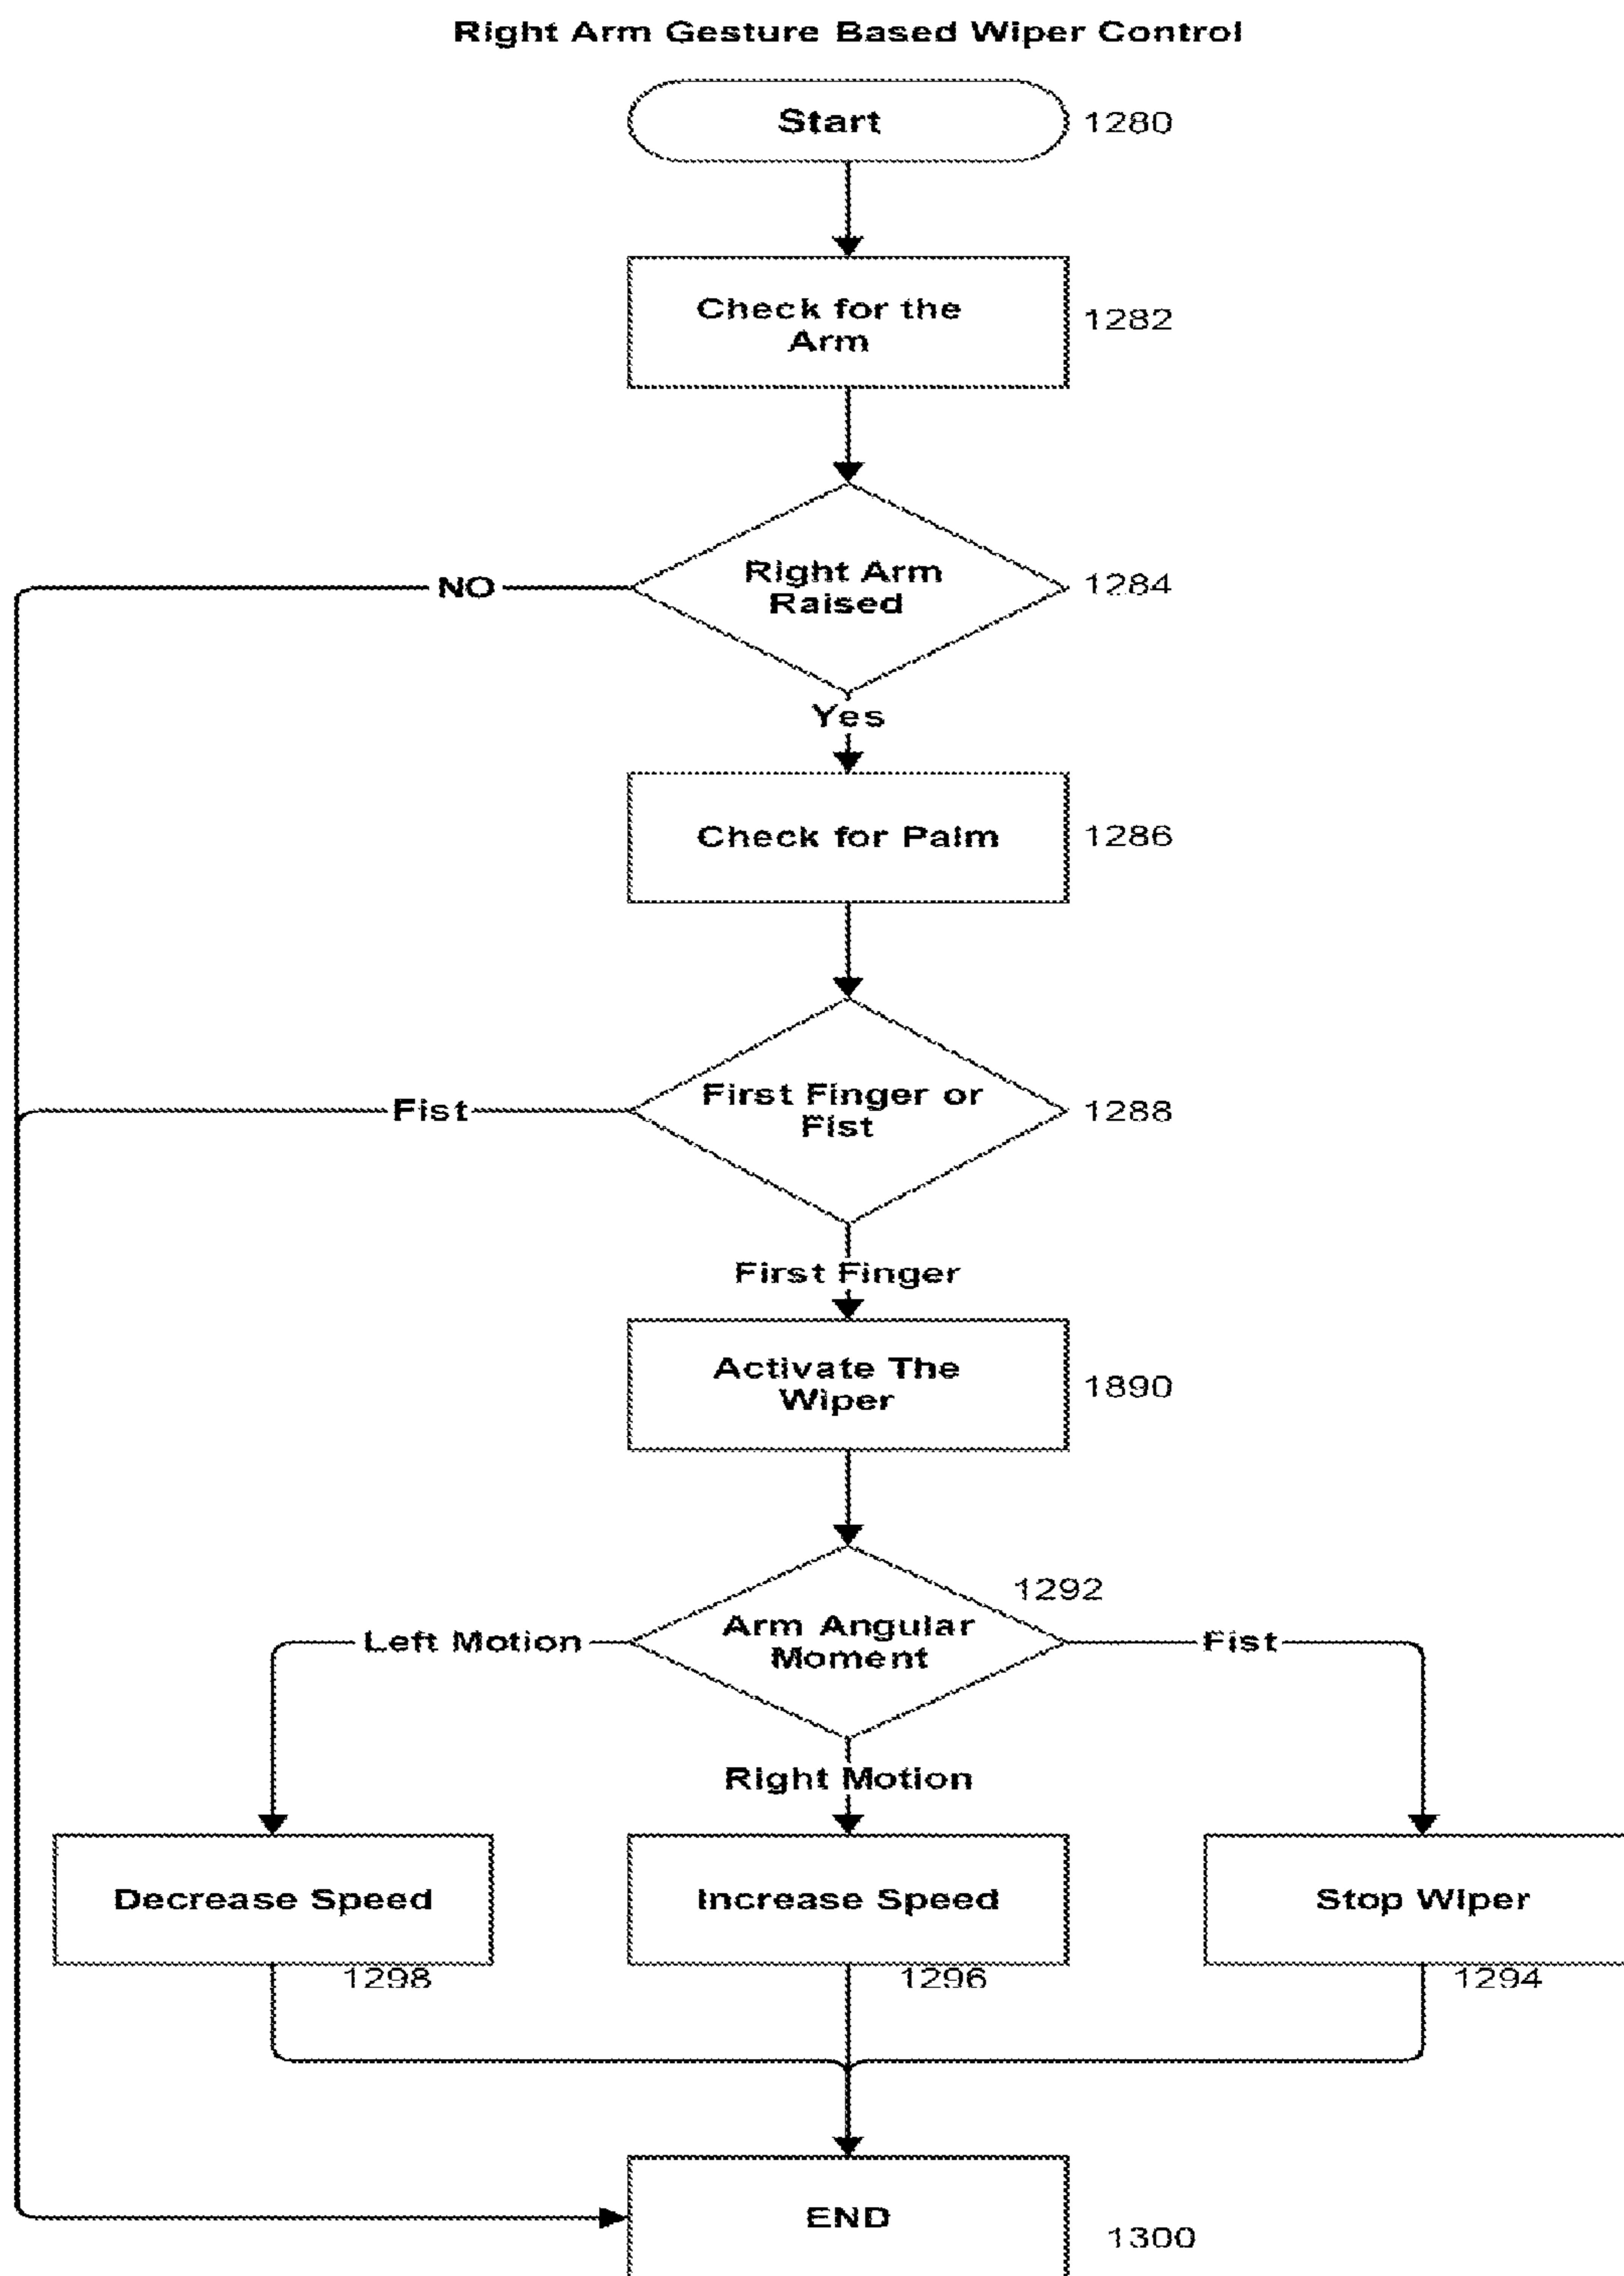 Right Arm Gesture Based Wiper Control
Start
1280
Check for the
Arm
1282
Right Arm
Raised
1284
NO
Yes
Check for Palm
1286
First Finger or
Fist
1288
Fist
First Finger
Activate The
Wiper
1890
1292
Arm Angular
Moment
Left Motion
Fist
Right Motion
Decrease Speed
Increase Speed
Stop Wiper
1298
1296
1294
END
1300